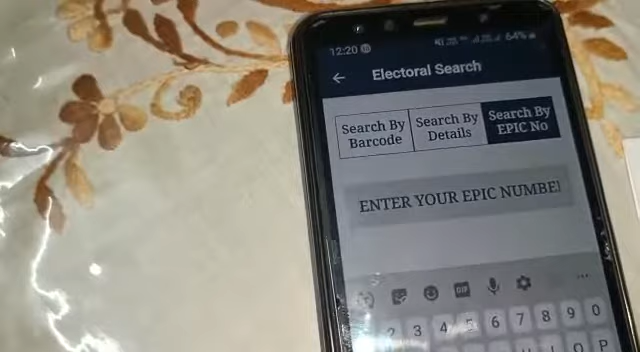 12:20 64%
Electoral Search
Search By Barcode
Search By Details
Search By EPIC No
ENTER YOUR EPIC NUMBE
GIF
2 3 4 5 6 7 8 9 0
U I O P